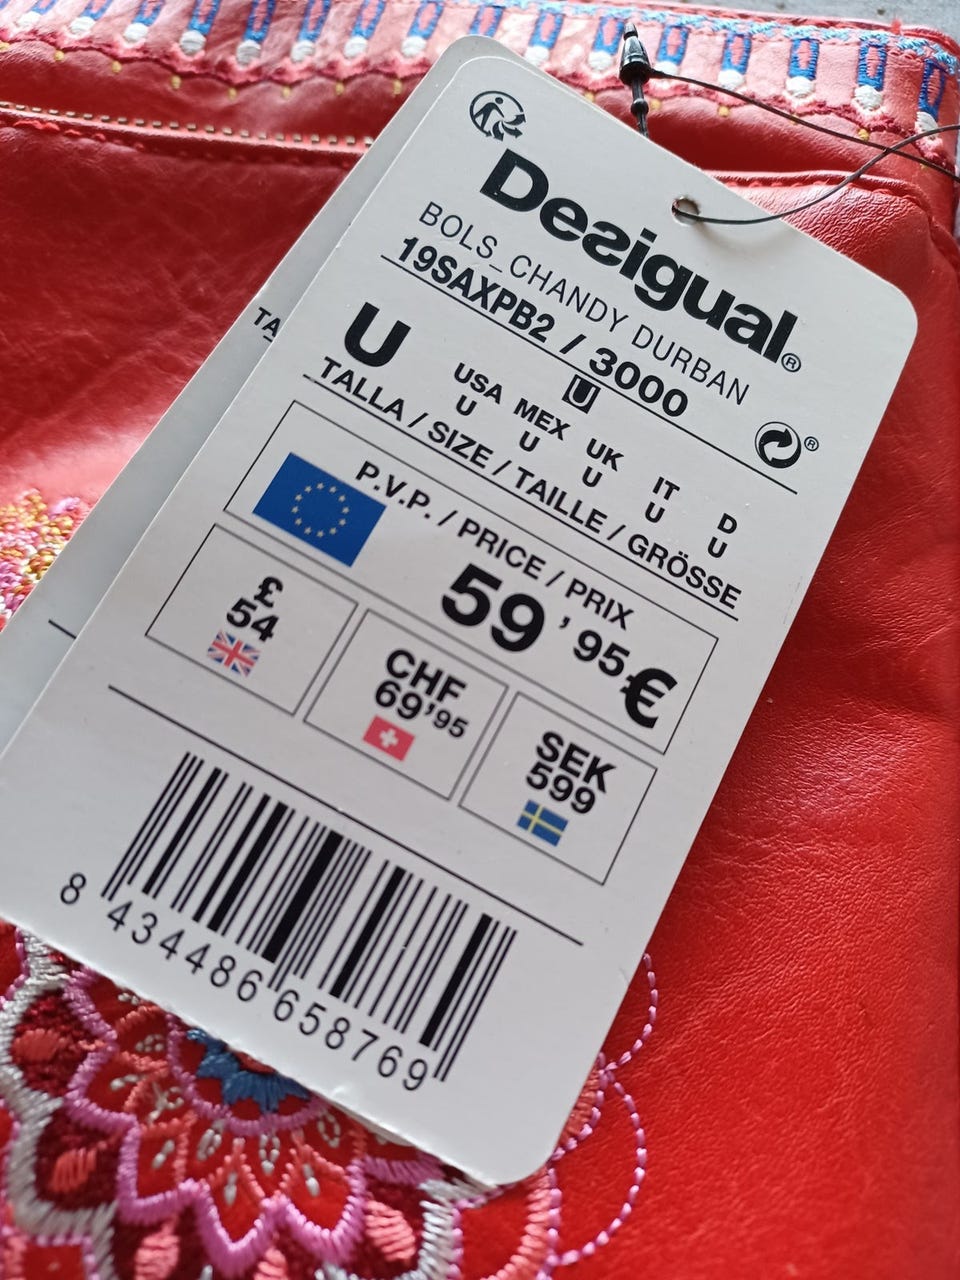 Desigual®
BOLS_CHANDY DURBAN
19SAXPB2 / 3000
U
U
USA MEX UK IT D
U U U U U
TALLA / SIZE / TAILLE / GRÖSSE
P.V.P. / PRICE / PRIX
59'95€
£
54
CHF
69'95
SEK
599
8 434486 658769
®
TA